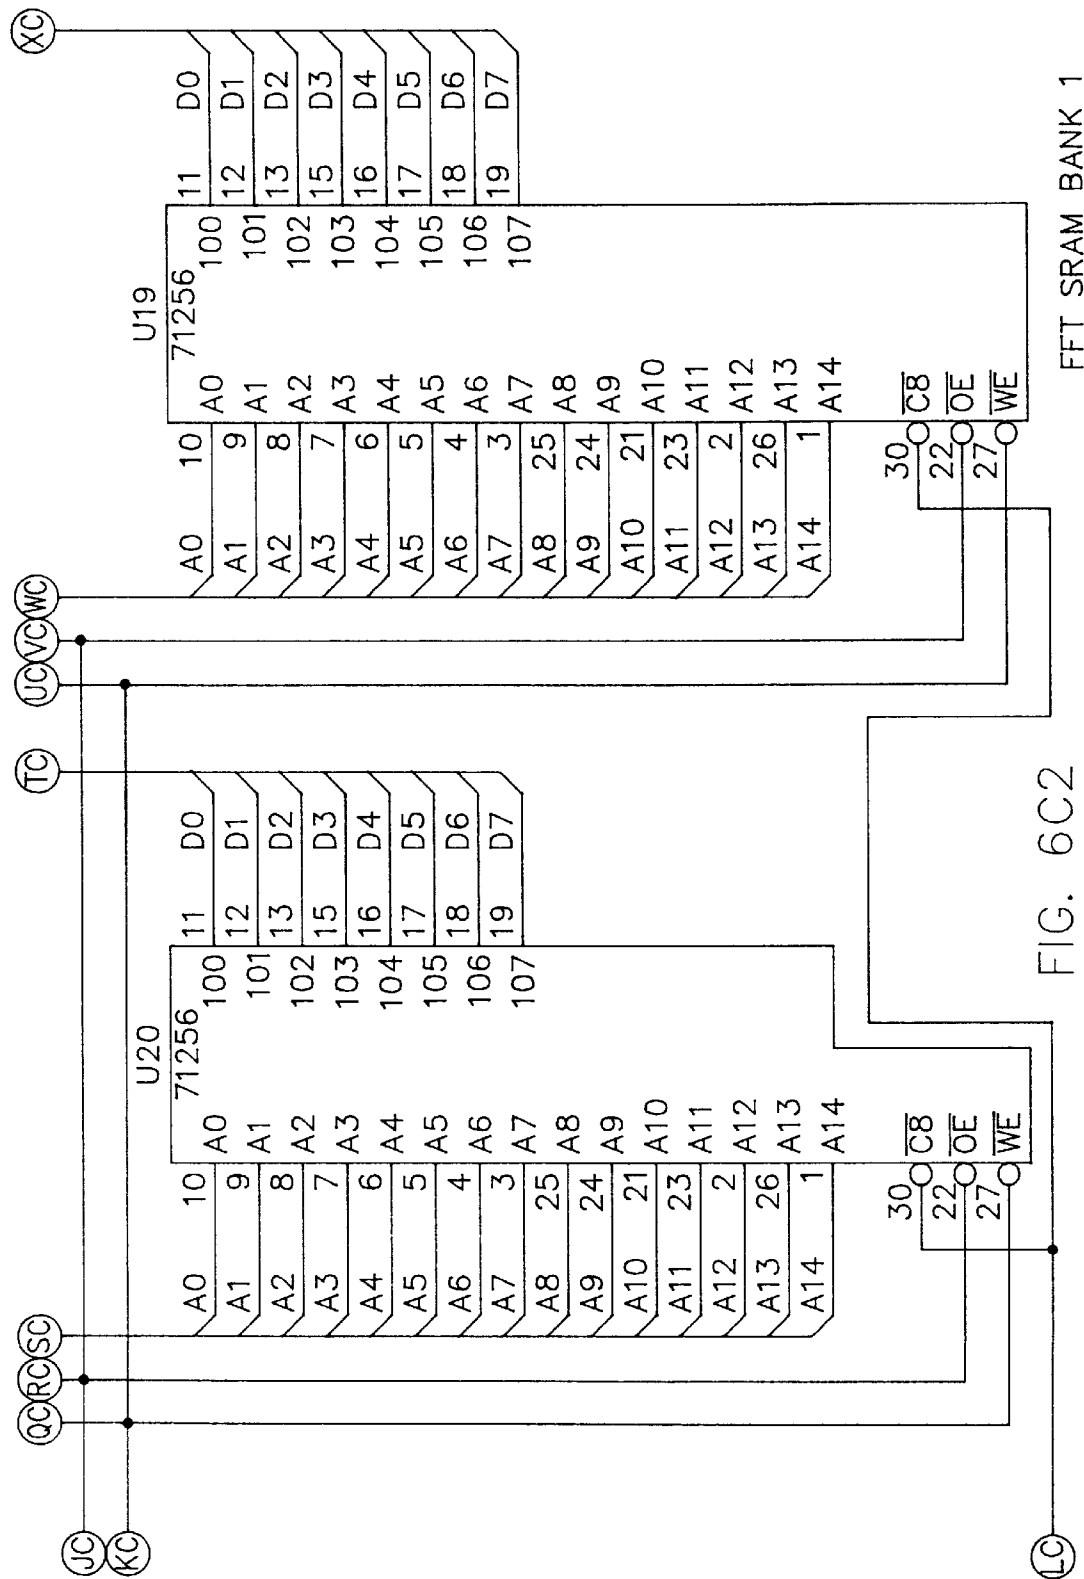 QC RC SC TC UC VC WC XC
JC
KC
U20 U19
71256 71256
A0 10 A0 100 11 D0 A0 10 A0 100 11 D0
A1 9 A1 101 12 D1 A1 9 A1 101 12 D1
A2 8 A2 102 13 D2 A2 8 A2 102 13 D2
A3 7 A3 103 15 D3 A3 7 A3 103 15 D3
A4 6 A4 104 16 D4 A4 6 A4 104 16 D4
A5 5 A5 105 17 D5 A5 5 A5 105 17 D5
A6 4 A6 106 18 D6 A6 4 A6 106 18 D6
A7 3 A7 107 19 D7 A7 3 A7 107 19 D7
A8 25 A8 A8 25 A8
A9 24 A9 A9 24 A9
A10 21 A10 A10 21 A10
A11 23 A11 A11 23 A11
A12 2 A12 A12 2 A12
A13 26 A13 A13 26 A13
A14 1 A14 A14 1 A14
30 C8 30 C8
22 OE 22 OE
27 WE 27 WE
LC
FIG. 6C2
FFT SRAM BANK 1